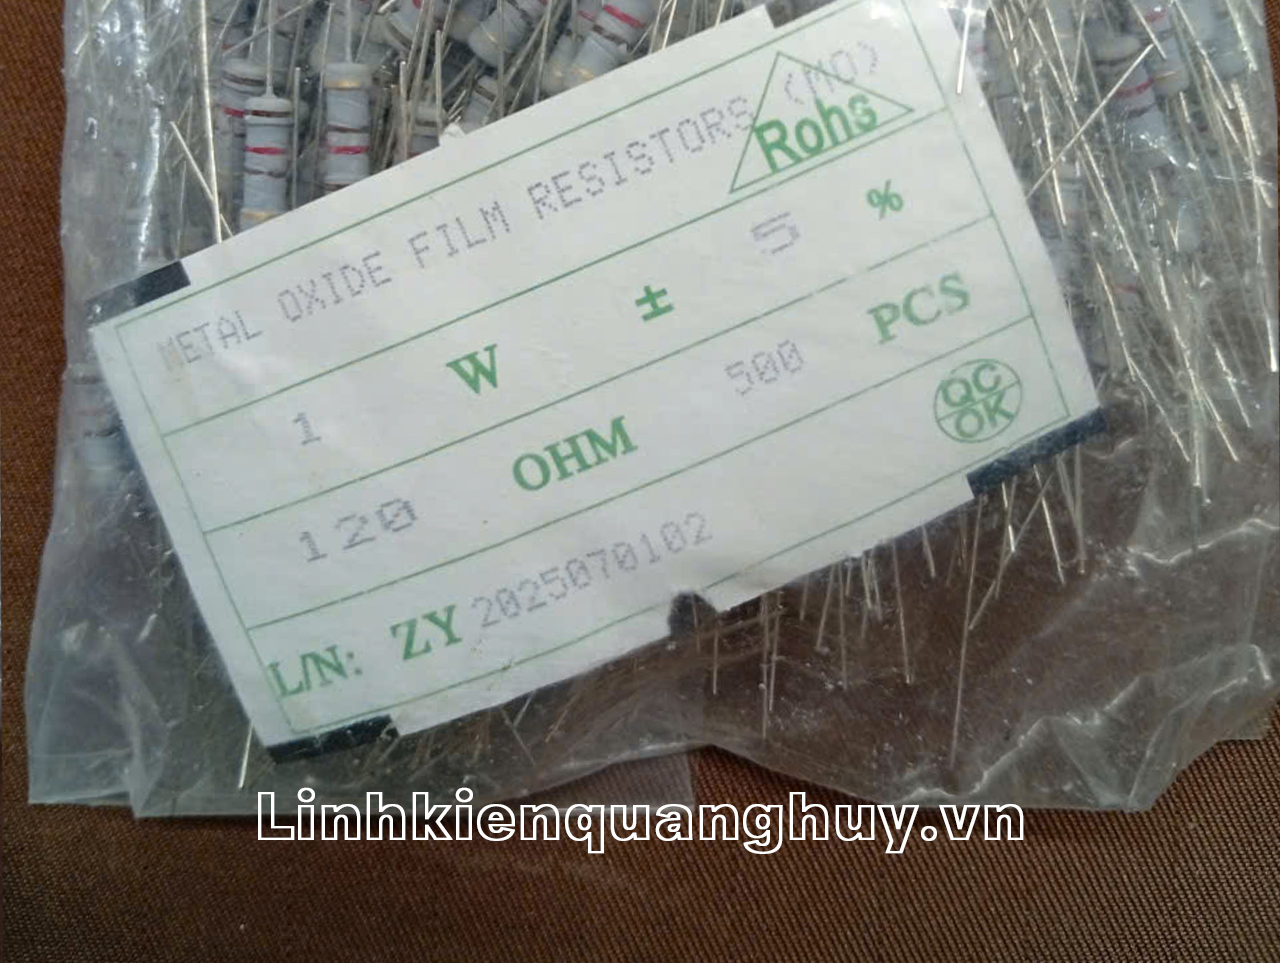 METAL OXIDE FILM RESISTORS (MO)
Rohs
1 W ± 5 %
120 OHM 500 PCS
L/N: ZY 2025070102
QC
OK
Linhkienquanghuy.vn